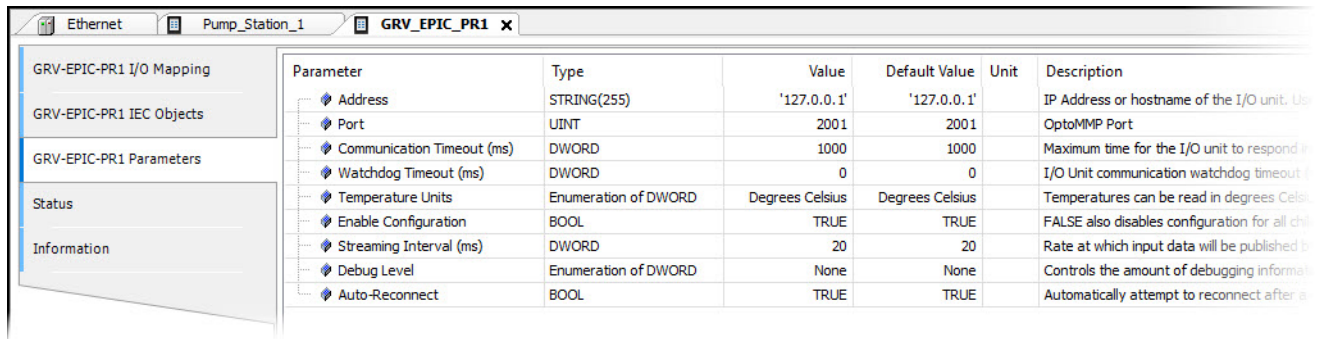 Ethernet Pump_Station_1 GRV_EPIC_PR1 X
GRV-EPIC-PR1 I/O Mapping
GRV-EPIC-PR1 IEC Objects
GRV-EPIC-PR1 Parameters
Status
Information
Parameter Type Value Default Value Unit Description
Address STRING(255) '127.0.0.1' '127.0.0.1' IP Address or hostname of the I/O unit.
Port UINT 2001 2001 OptoMMP Port
Communication Timeout (ms) DWORD 1000 1000 Maximum time for the I/O unit to respond
Watchdog Timeout (ms) DWORD 0 0 I/O Unit communication watchdog timeout
Temperature Units Enumeration of DWORD Degrees Celsius Degrees Celsius Temperatures can be read in degrees
Enable Configuration BOOL TRUE TRUE FALSE also disables configuration for all
Streaming Interval (ms) DWORD 20 20 Rate at which input data will be published
Debug Level Enumeration of DWORD None None Controls the amount of debugging
Auto-Reconnect BOOL TRUE TRUE Automatically attempt to reconnect after a